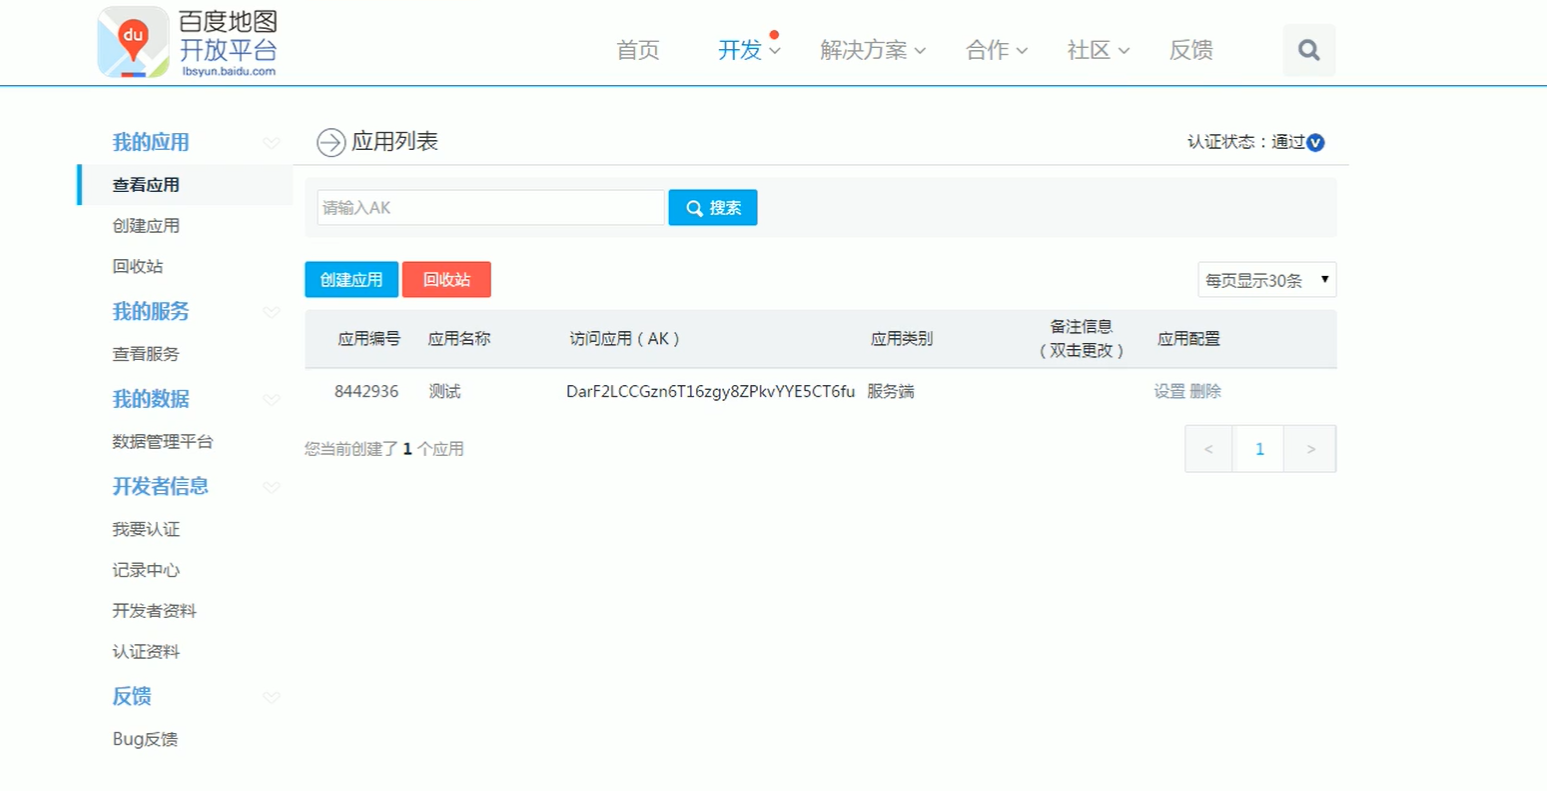 du
百度地图
开放平台
lbsyun.baidu.com
首页
开发
解决方案
合作
社区
反馈
我的应用
查看应用
创建应用
回收站
我的服务
查看服务
我的数据
数据管理平台
开发者信息
我要认证
记录中心
开发者资料
认证资料
反馈
Bug反馈
应用列表
认证状态：通过V
请输入AK
搜索
创建应用
回收站
每页显示30条
应用编号
应用名称
访问应用（AK）
应用类别
备注信息
（双击更改）
应用配置
8442936
测试
DarF2LCCGzn6T16zgy8ZPkvYYE5CT6fu
服务端
设置 删除
您当前创建了 1 个应用
< 1 >